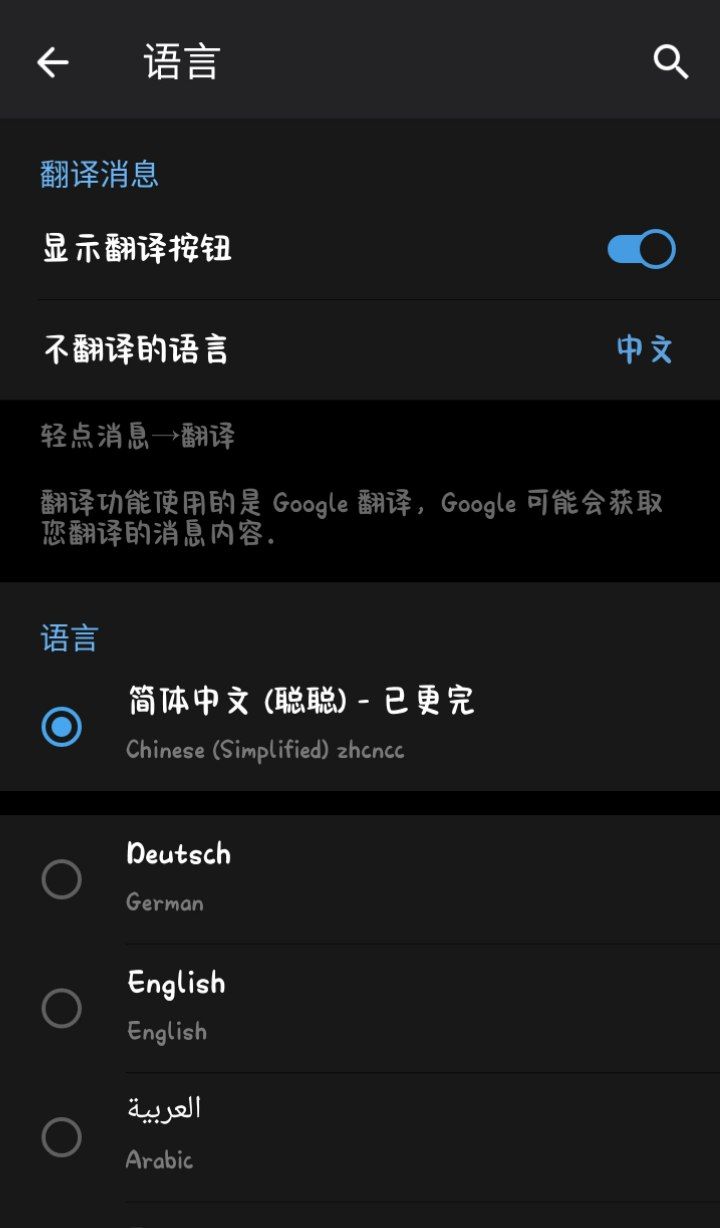 语言
翻译消息
显示翻译按钮
不翻译的语言 中文
轻点消息→翻译
翻译功能使用的是 Google 翻译，Google 可能会获取
您翻译的消息内容.
语言
简体中文 (聪聪) - 已更完
Chinese (Simplified) zhcncc
Deutsch
German
English
English
العربية
Arabic